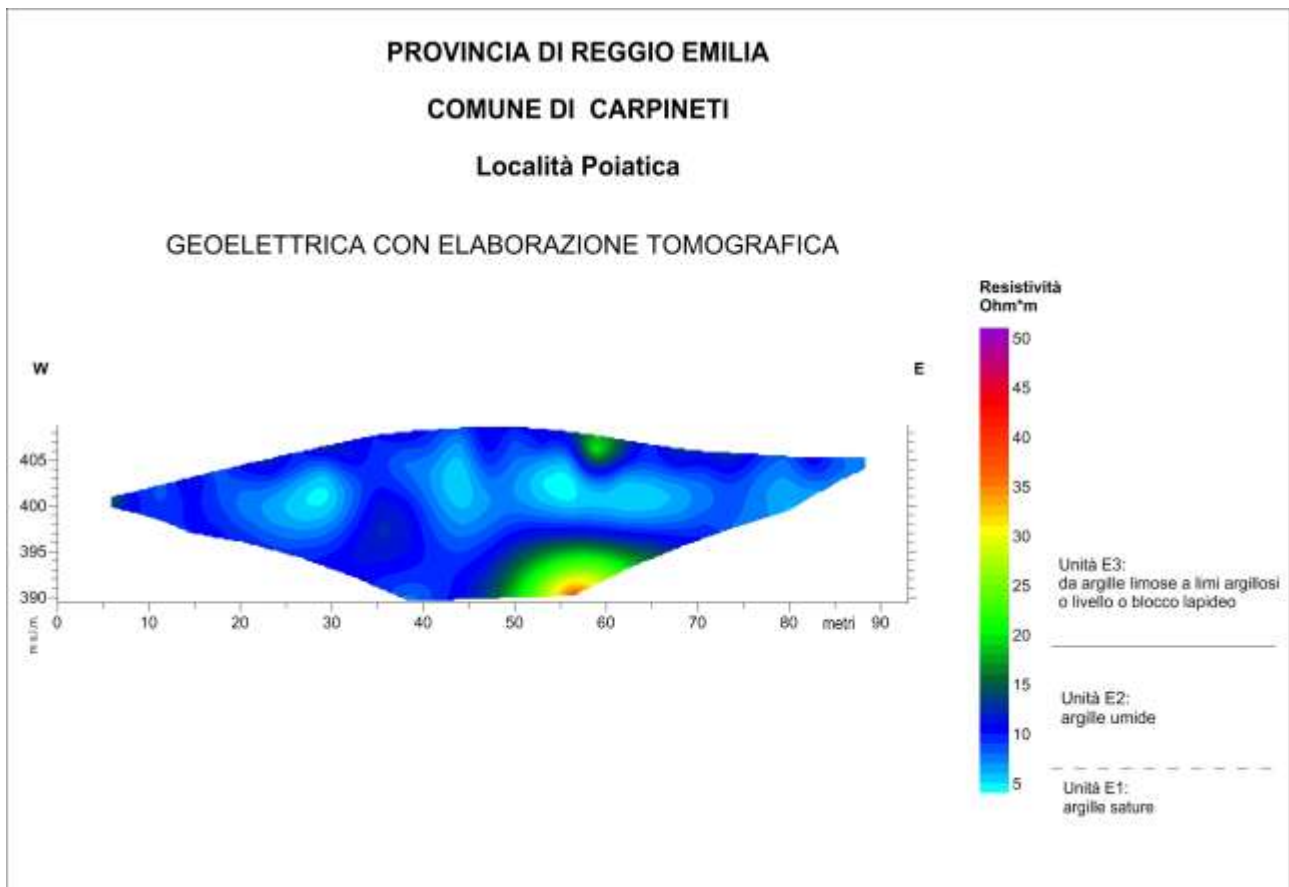 PROVINCIA DI REGGIO EMILIA
COMUNE DI CARPINETI
Località Poiatica
GEOELETTRICA CON ELABORAZIONE TOMOGRAFICA
Resistività
Ohm*m
50
45
40
35
30
25
20
15
10
5
W
E
405
400
395
390
m s.l.m.
0
10
20
30
40
50
60
70
80
metri
90
Unità E3:
da argille limose a limi argillosi
o livello o blocco lapideo
Unità E2:
argille umide
Unità E1:
argille sature